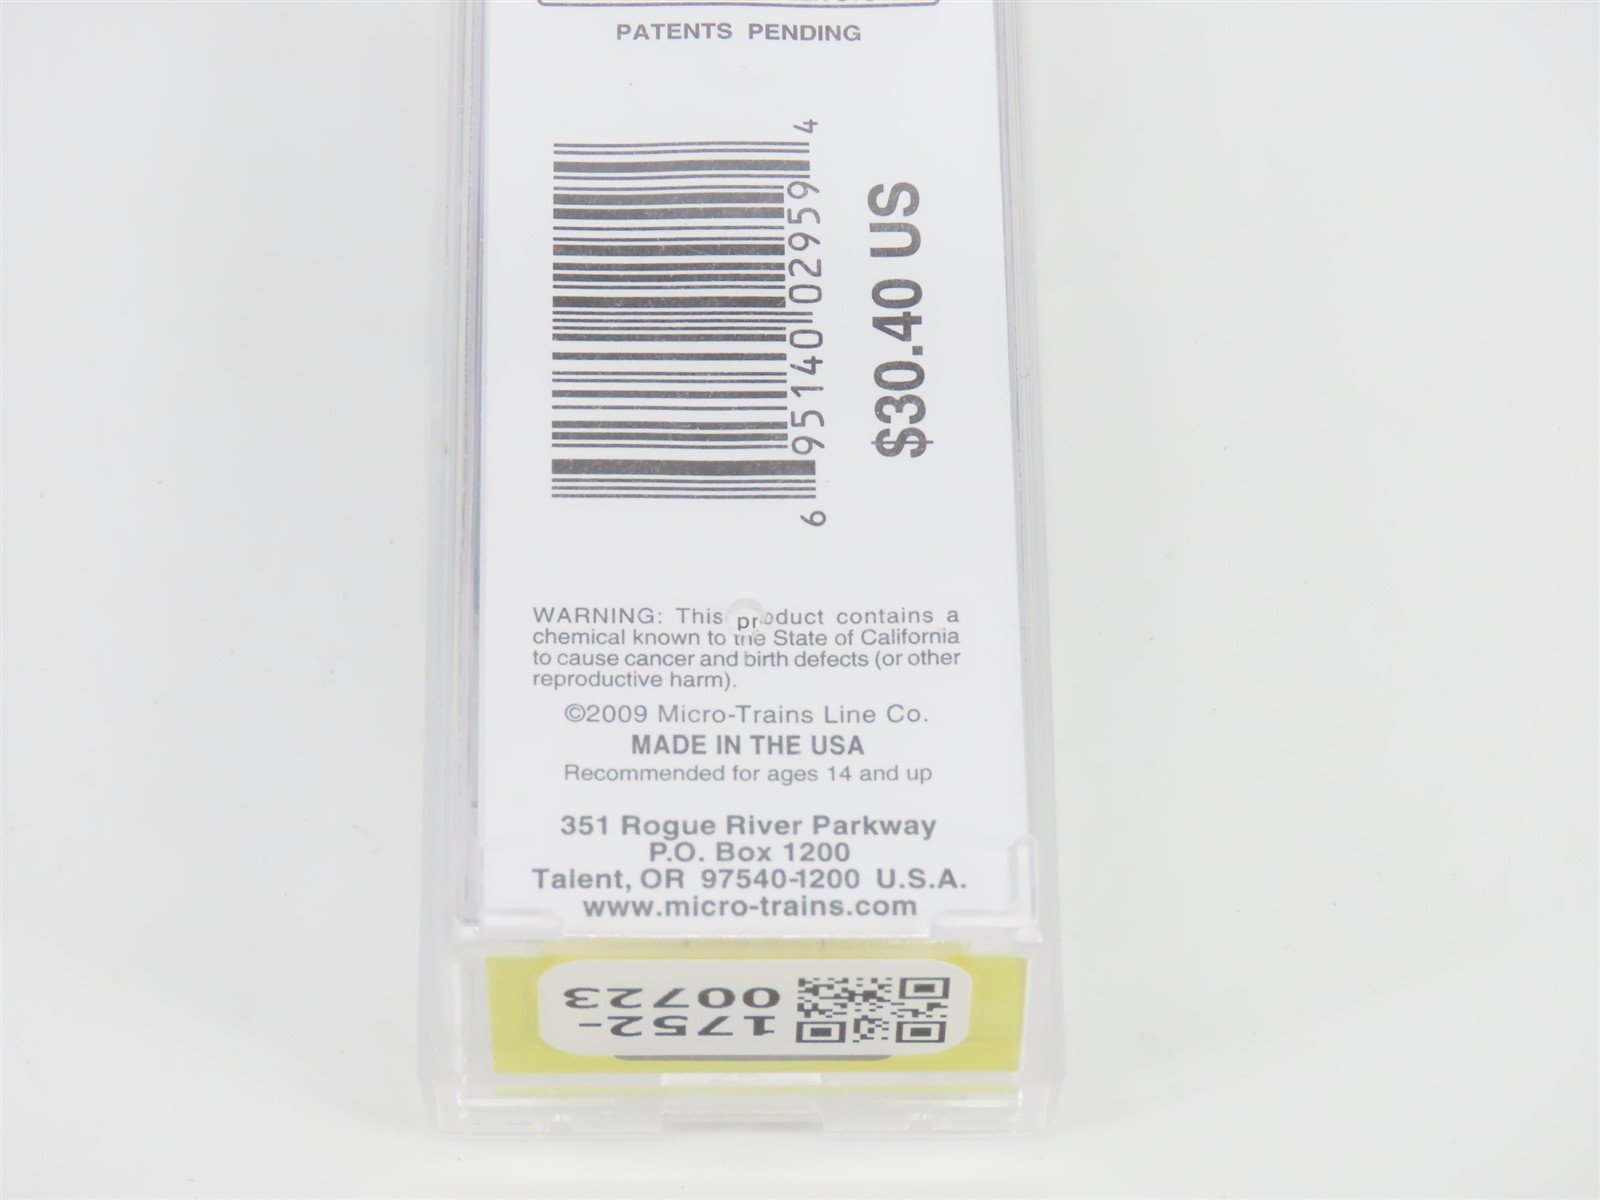 PATENTS PENDING
6 95140 02959 4
$30.40 US
WARNING: This product contains a
chemical known to the State of California
to cause cancer and birth defects (or other
reproductive harm).
©2009 Micro-Trains Line Co.
MADE IN THE USA
Recommended for ages 14 and up
351 Rogue River Parkway
P.O. Box 1200
Talent, OR 97540-1200 U.S.A.
www.micro-trains.com
1752-
00723